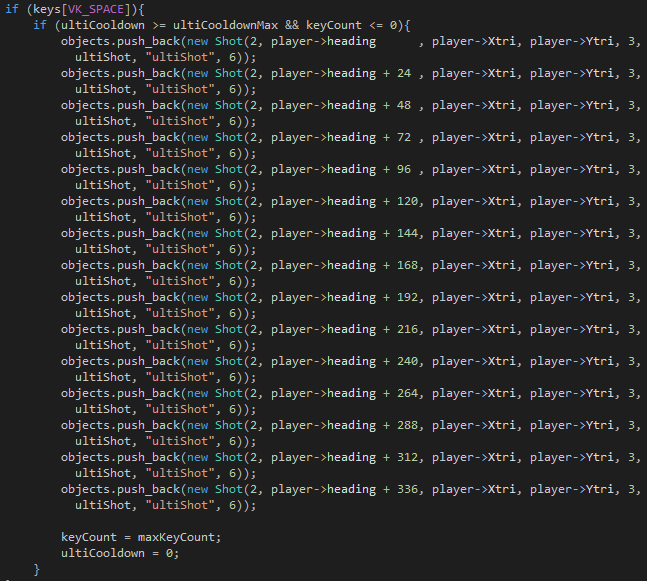 if (keys[VK_SPACE]){
    if (ultiCooldown >= ultiCooldownMax && keyCount <= 0){
        objects.push_back(new Shot(2, player->heading      , player->Xtri, player->Ytri, 3,
          ultiShot, "ultiShot", 6));
        objects.push_back(new Shot(2, player->heading + 24 , player->Xtri, player->Ytri, 3,
          ultiShot, "ultiShot", 6));
        objects.push_back(new Shot(2, player->heading + 48 , player->Xtri, player->Ytri, 3,
          ultiShot, "ultiShot", 6));
        objects.push_back(new Shot(2, player->heading + 72 , player->Xtri, player->Ytri, 3,
          ultiShot, "ultiShot", 6));
        objects.push_back(new Shot(2, player->heading + 96 , player->Xtri, player->Ytri, 3,
          ultiShot, "ultiShot", 6));
        objects.push_back(new Shot(2, player->heading + 120, player->Xtri, player->Ytri, 3,
          ultiShot, "ultiShot", 6));
        objects.push_back(new Shot(2, player->heading + 144, player->Xtri, player->Ytri, 3,
          ultiShot, "ultiShot", 6));
        objects.push_back(new Shot(2, player->heading + 168, player->Xtri, player->Ytri, 3,
          ultiShot, "ultiShot", 6));
        objects.push_back(new Shot(2, player->heading + 192, player->Xtri, player->Ytri, 3,
          ultiShot, "ultiShot", 6));
        objects.push_back(new Shot(2, player->heading + 216, player->Xtri, player->Ytri, 3,
          ultiShot, "ultiShot", 6));
        objects.push_back(new Shot(2, player->heading + 240, player->Xtri, player->Ytri, 3,
          ultiShot, "ultiShot", 6));
        objects.push_back(new Shot(2, player->heading + 264, player->Xtri, player->Ytri, 3,
          ultiShot, "ultiShot", 6));
        objects.push_back(new Shot(2, player->heading + 288, player->Xtri, player->Ytri, 3,
          ultiShot, "ultiShot", 6));
        objects.push_back(new Shot(2, player->heading + 312, player->Xtri, player->Ytri, 3,
          ultiShot, "ultiShot", 6));
        objects.push_back(new Shot(2, player->heading + 336, player->Xtri, player->Ytri, 3,
          ultiShot, "ultiShot", 6));

        keyCount = maxKeyCount;
        ultiCooldown = 0;
    }